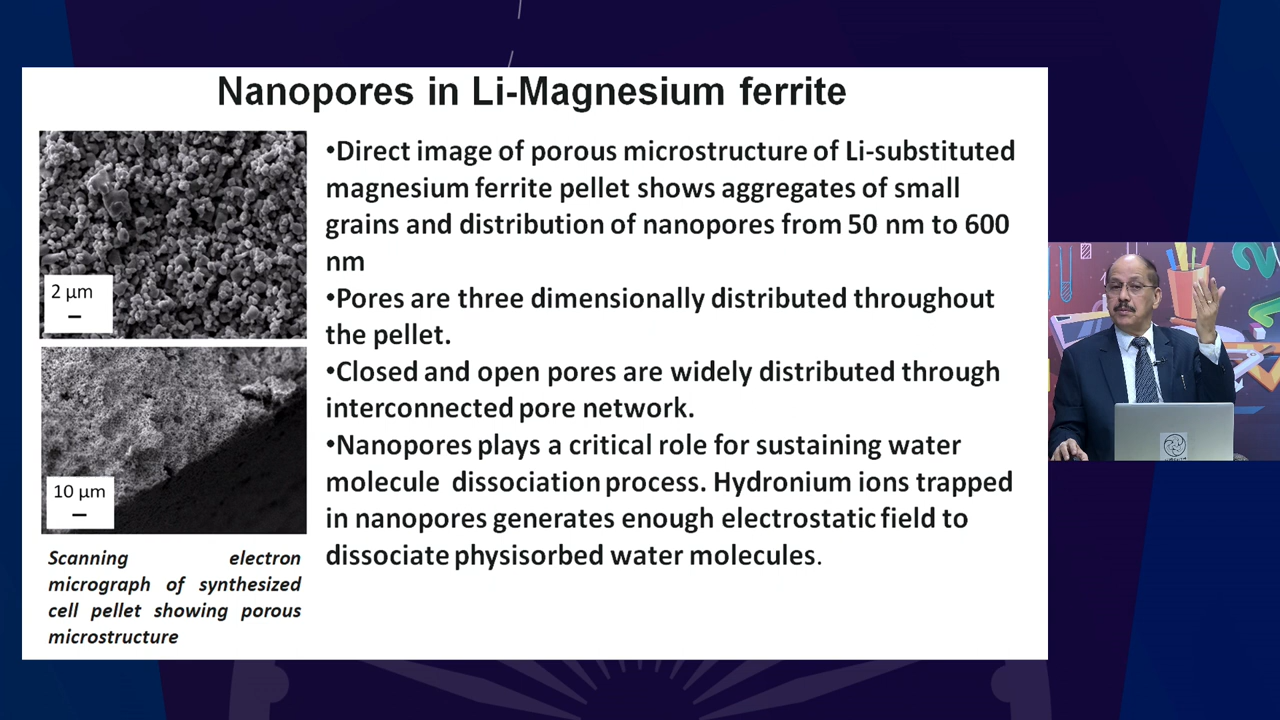 Nanopores in Li-Magnesium ferrite
•Direct image of porous microstructure of Li-substituted
magnesium ferrite pellet shows aggregates of small
grains and distribution of nanopores from 50 nm to 600
nm
•Pores are three dimensionally distributed throughout
the pellet.
•Closed and open pores are widely distributed through
interconnected pore network.
•Nanopores plays a critical role for sustaining water
molecule dissociation process. Hydronium ions trapped
in nanopores generates enough electrostatic field to
dissociate physisorbed water molecules.
2 µm
10 µm
Scanning electron
micrograph of synthesized
cell pellet showing porous
microstructure